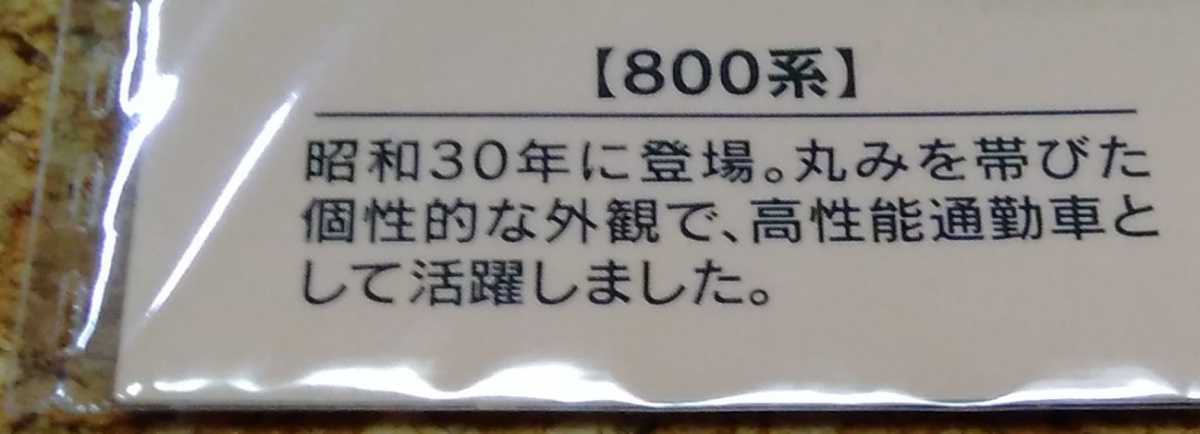 【800系】
昭和30年に登場。丸みを帯びた
個性的な外観で、高性能通勤車と
して活躍しました。